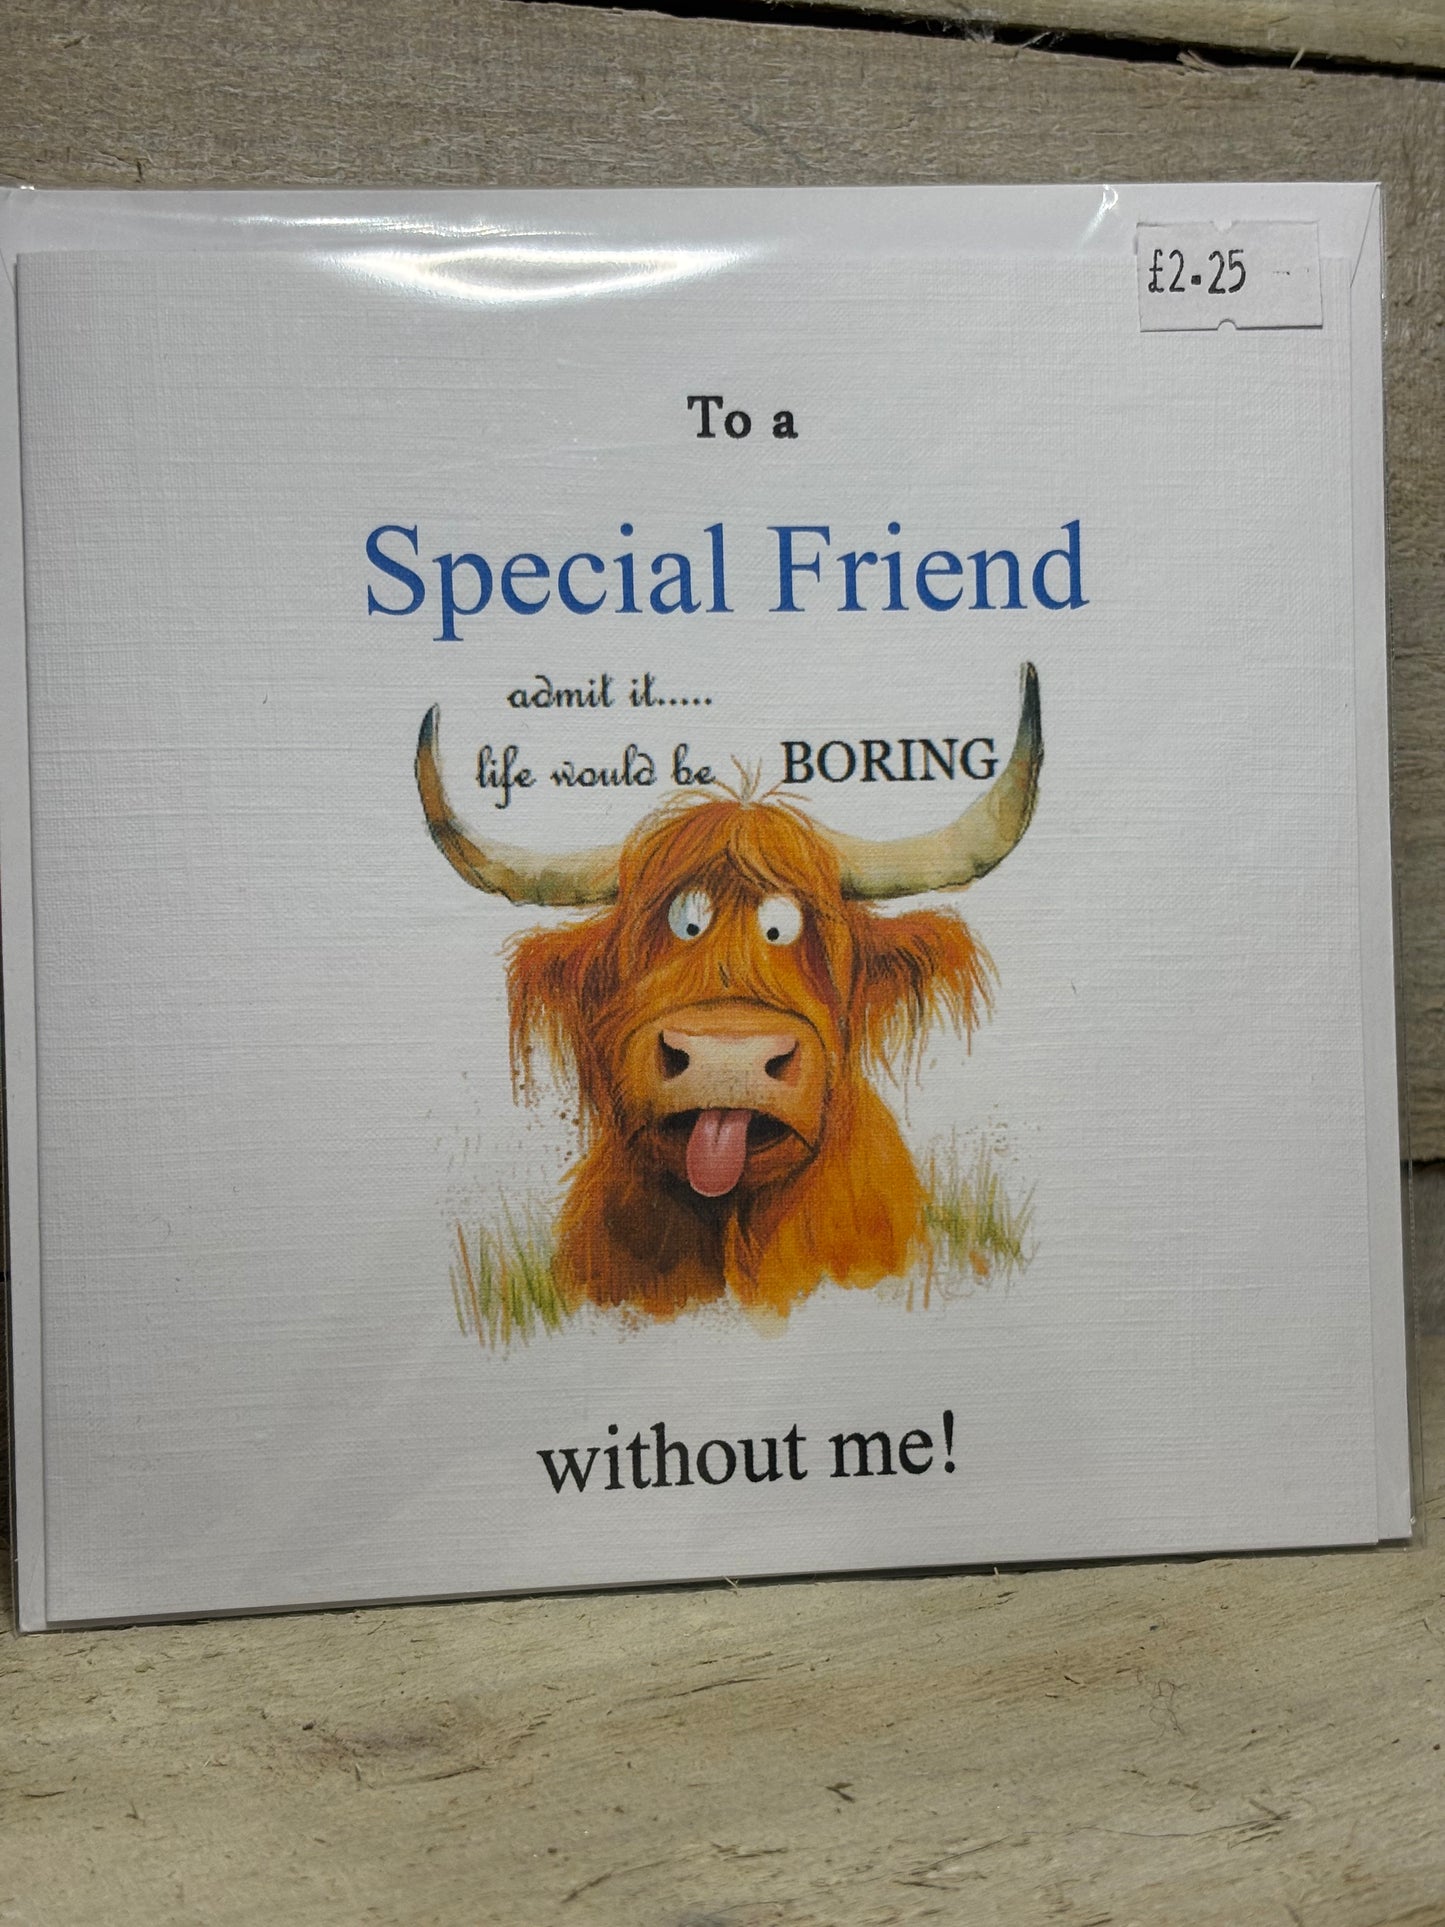 £2.25
To a
Special Friend
admit it.....
life would be BORING
without me!